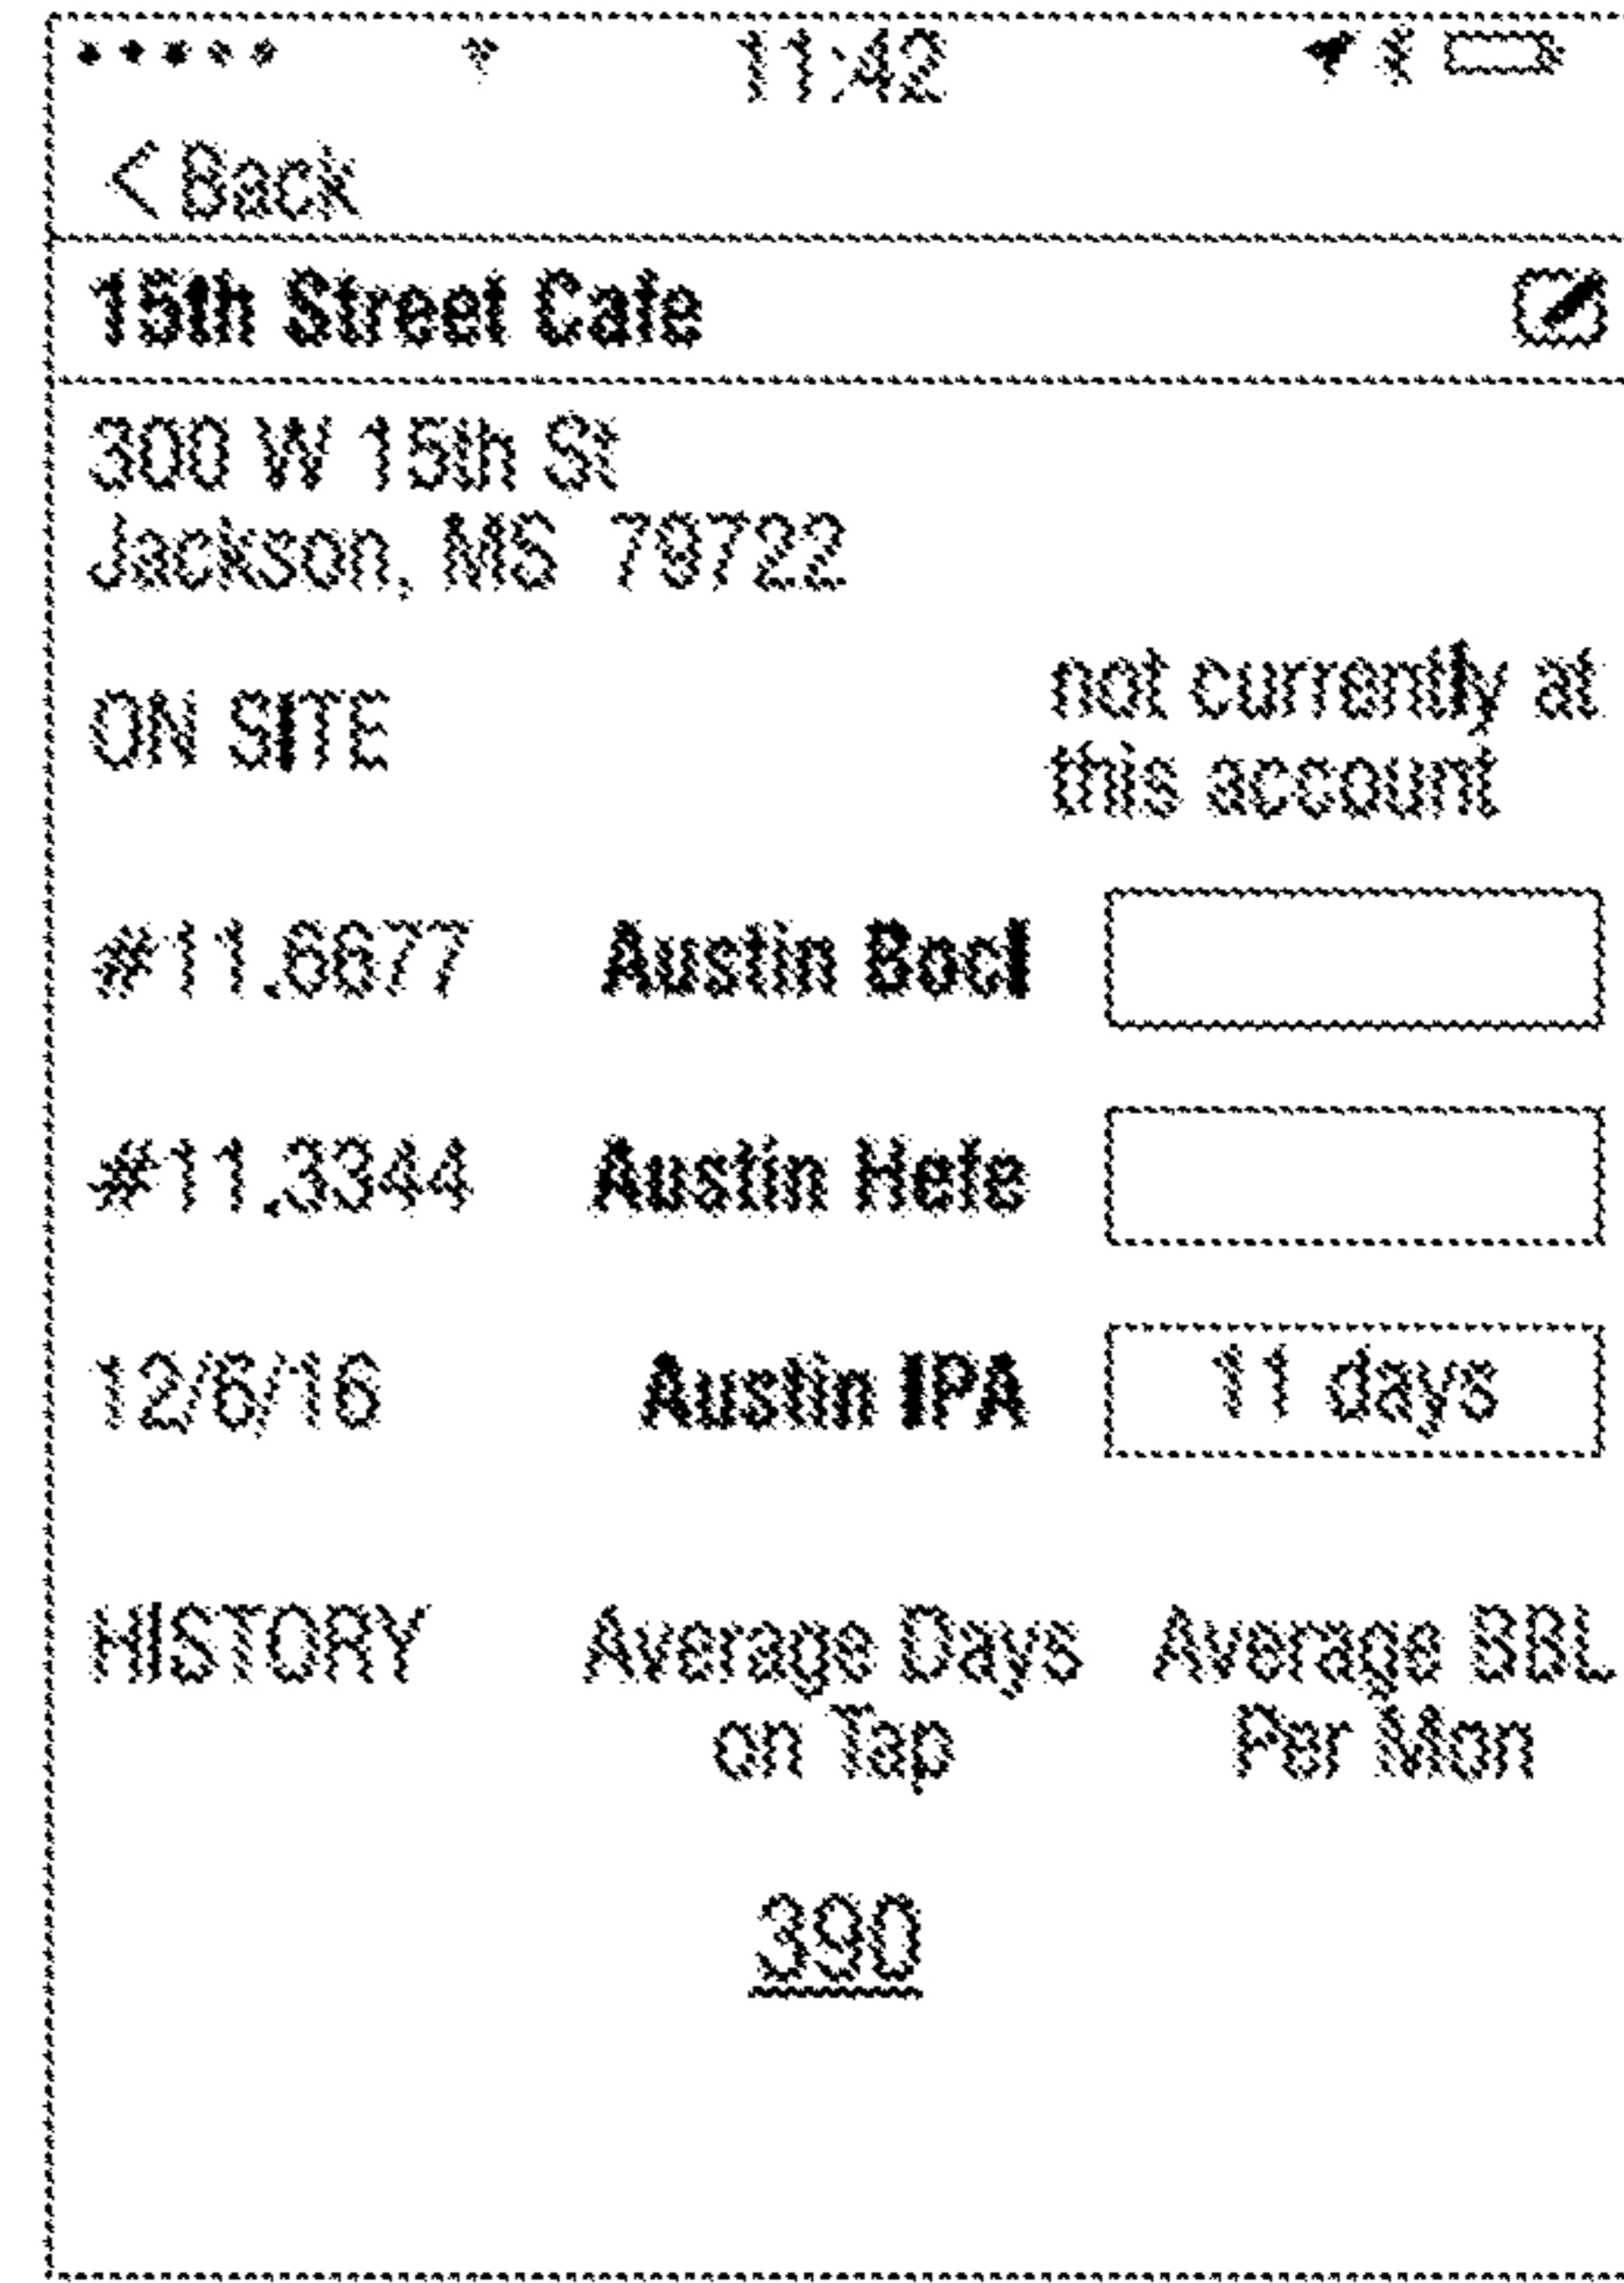 11:42
< Back
15th Street Cafe
300 W 15th St
Jackson, MS 79722
ON SITE
not currently at
this account
#11.6677 Austin Bocl
#11.3344 Austin Hefe
12/6/16 Austin IPA 11 days
HISTORY Average Days Average BBL
on Tap Per Mon
390